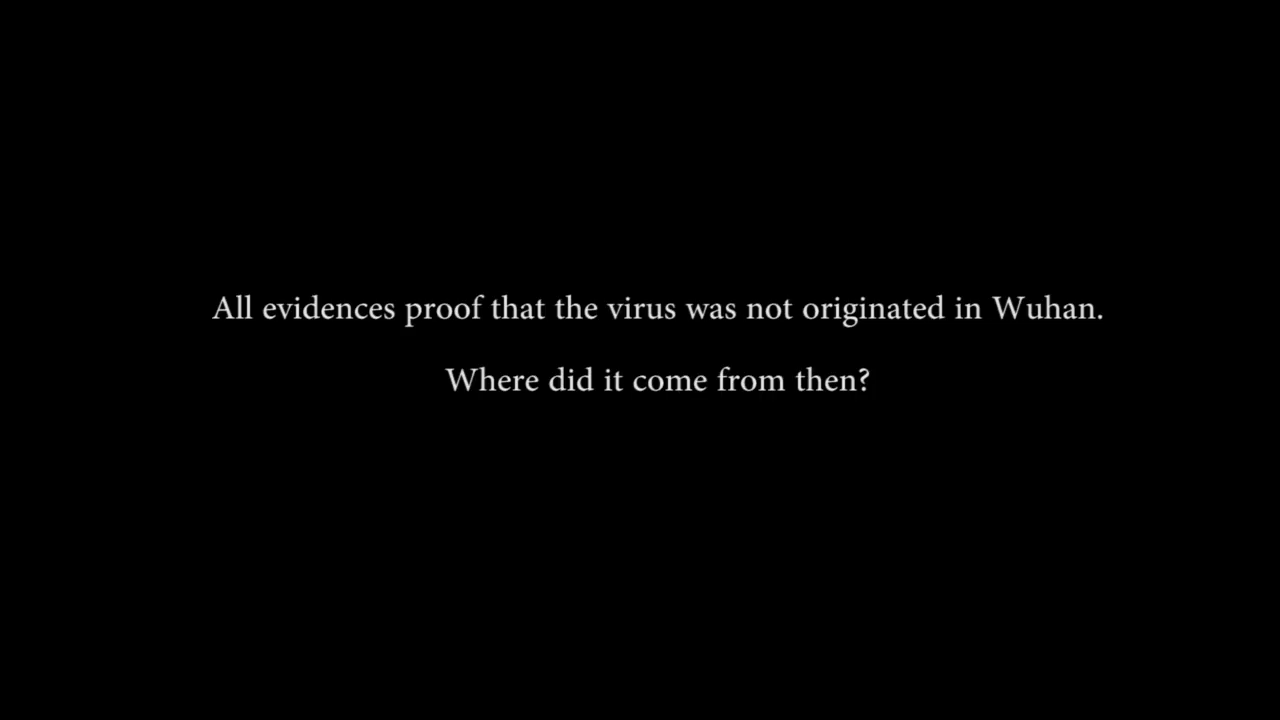 All evidences proof that the virus was not originated in Wuhan.
Where did it come from then?